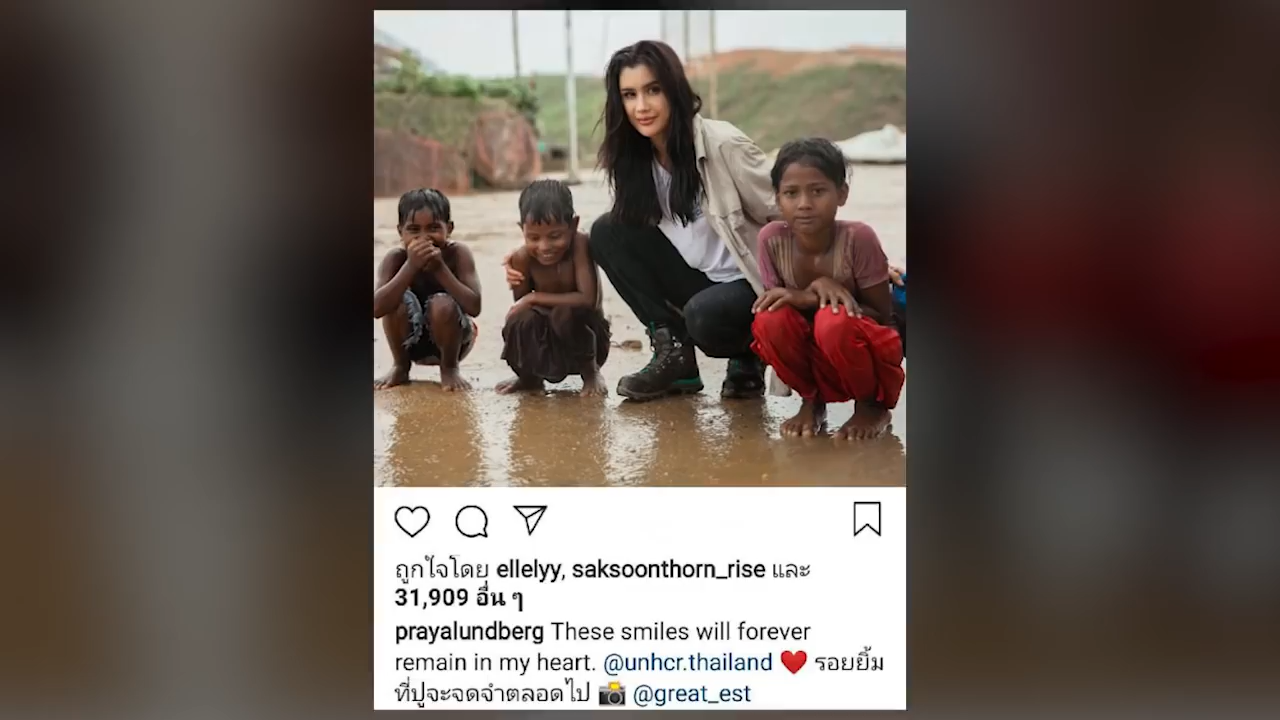 ถูกใจโดย ellelyy, saksoonthorn_rise และ
31,909 อื่น ๆ
prayalundberg These smiles will forever
remain in my heart. @unhcr.thailand ❤️ รอยยิ้ม
ที่ปูจะจดจำตลอดไป 📸 @great_est